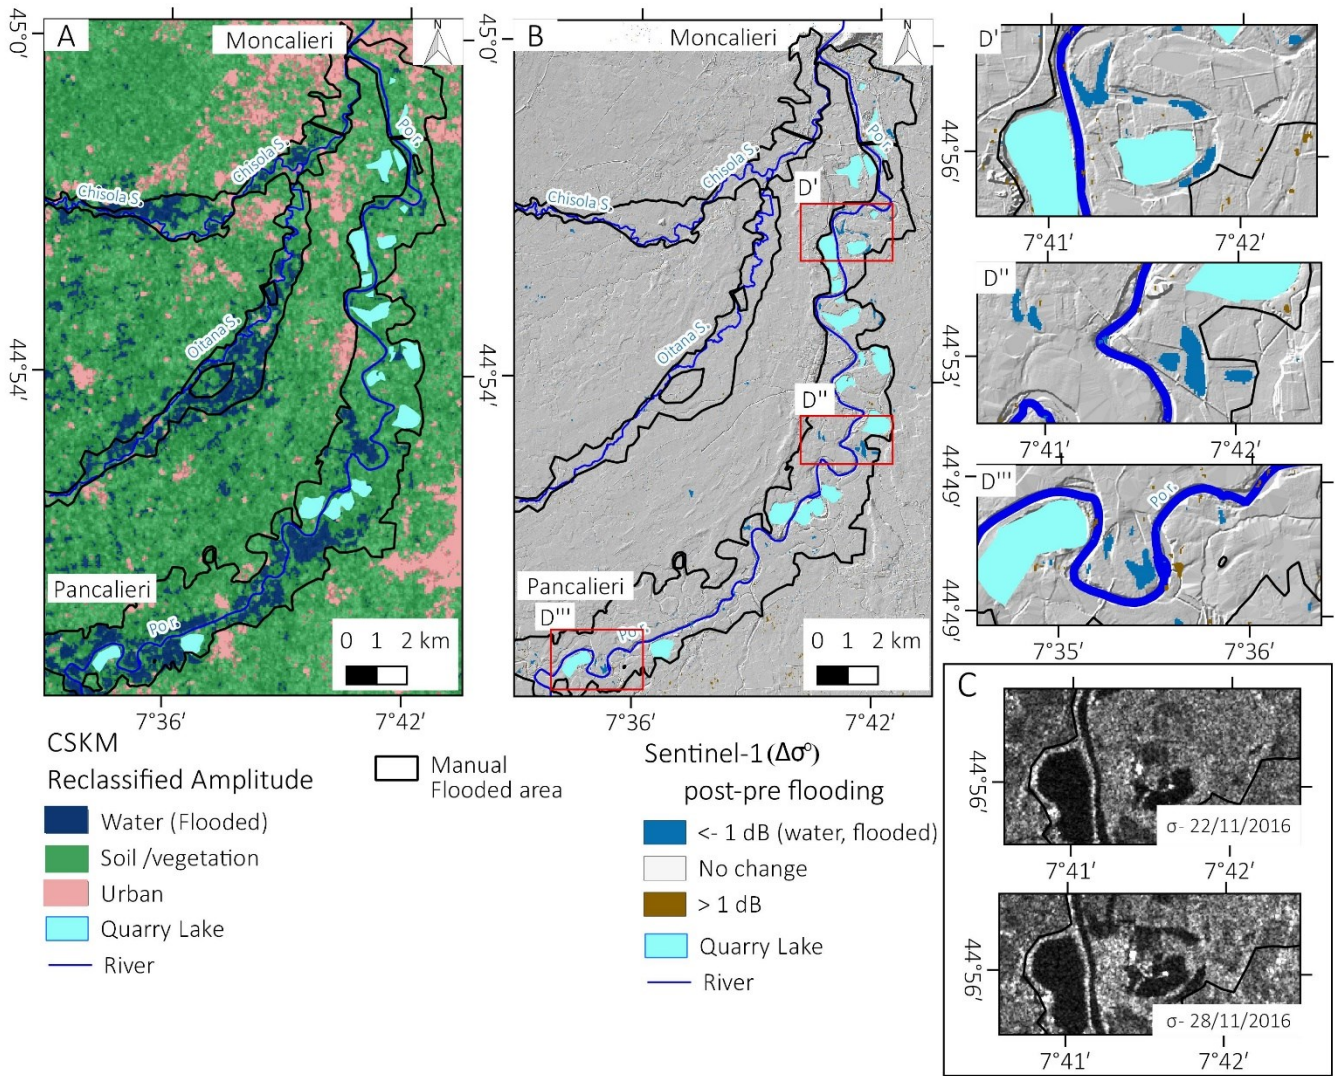 A
Moncalieri
N
45°0'
44°54'
Chisola S.
Chisola S.
Po r.
Oitana S.
Pancalieri
Po r.
0 1 2 km
7°36'
7°42'
B
Moncalieri
N
45°0'
44°54'
Chisola S.
Chisola S.
Po r.
D'
Oitana S.
D''
Pancalieri
D'''
Po r.
0 1 2 km
7°36'
7°42'
D'
44°56'
7°41'
7°42'
D''
44°53'
7°41'
7°42'
D'''
Po r.
44°49'
44°49'
7°35'
7°36'
CSKM
Reclassified Amplitude
Water (Flooded)
Soil /vegetation
Urban
Quarry Lake
River
Manual
Flooded area
Sentinel-1 (Δσ⁰)
post-pre flooding
<- 1 dB (water, flooded)
No change
> 1 dB
Quarry Lake
River
C
44°56'
σ- 22/11/2016
7°41'
7°42'
44°56'
σ- 28/11/2016
7°41'
7°42'